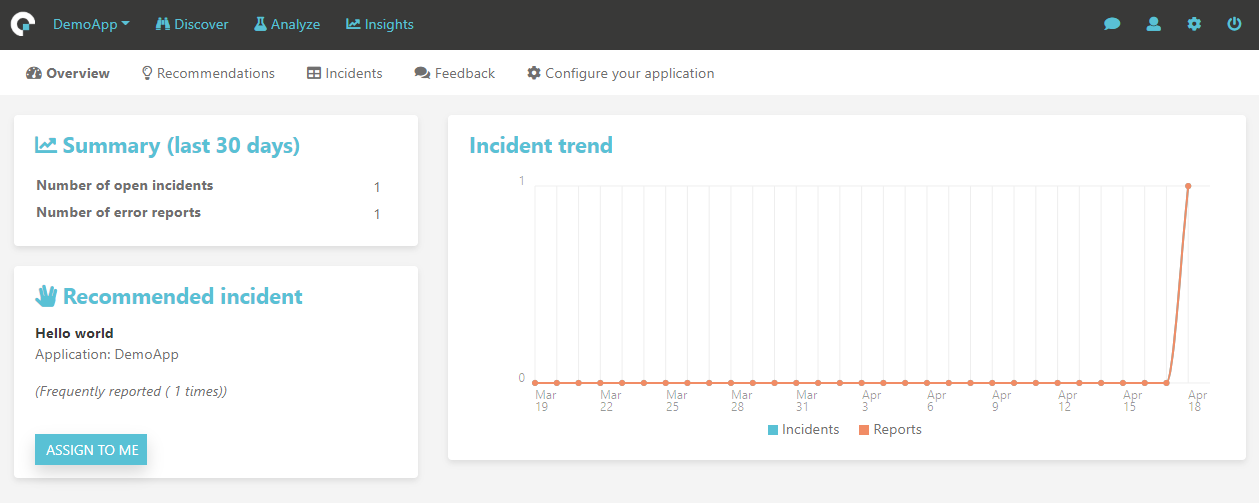 DemoApp Discover Analyze Insights
Overview Recommendations Incidents Feedback Configure your application
Summary (last 30 days)
Number of open incidents 1
Number of error reports 1
Recommended incident
Hello world
Application: DemoApp
(Frequently reported ( 1 times))
ASSIGN TO ME
Incident trend
1
0
Mar Mar Mar Mar Mar Apr Apr Apr Apr Apr Apr
19 22 25 28 31 3 6 9 12 15 18
Incidents Reports